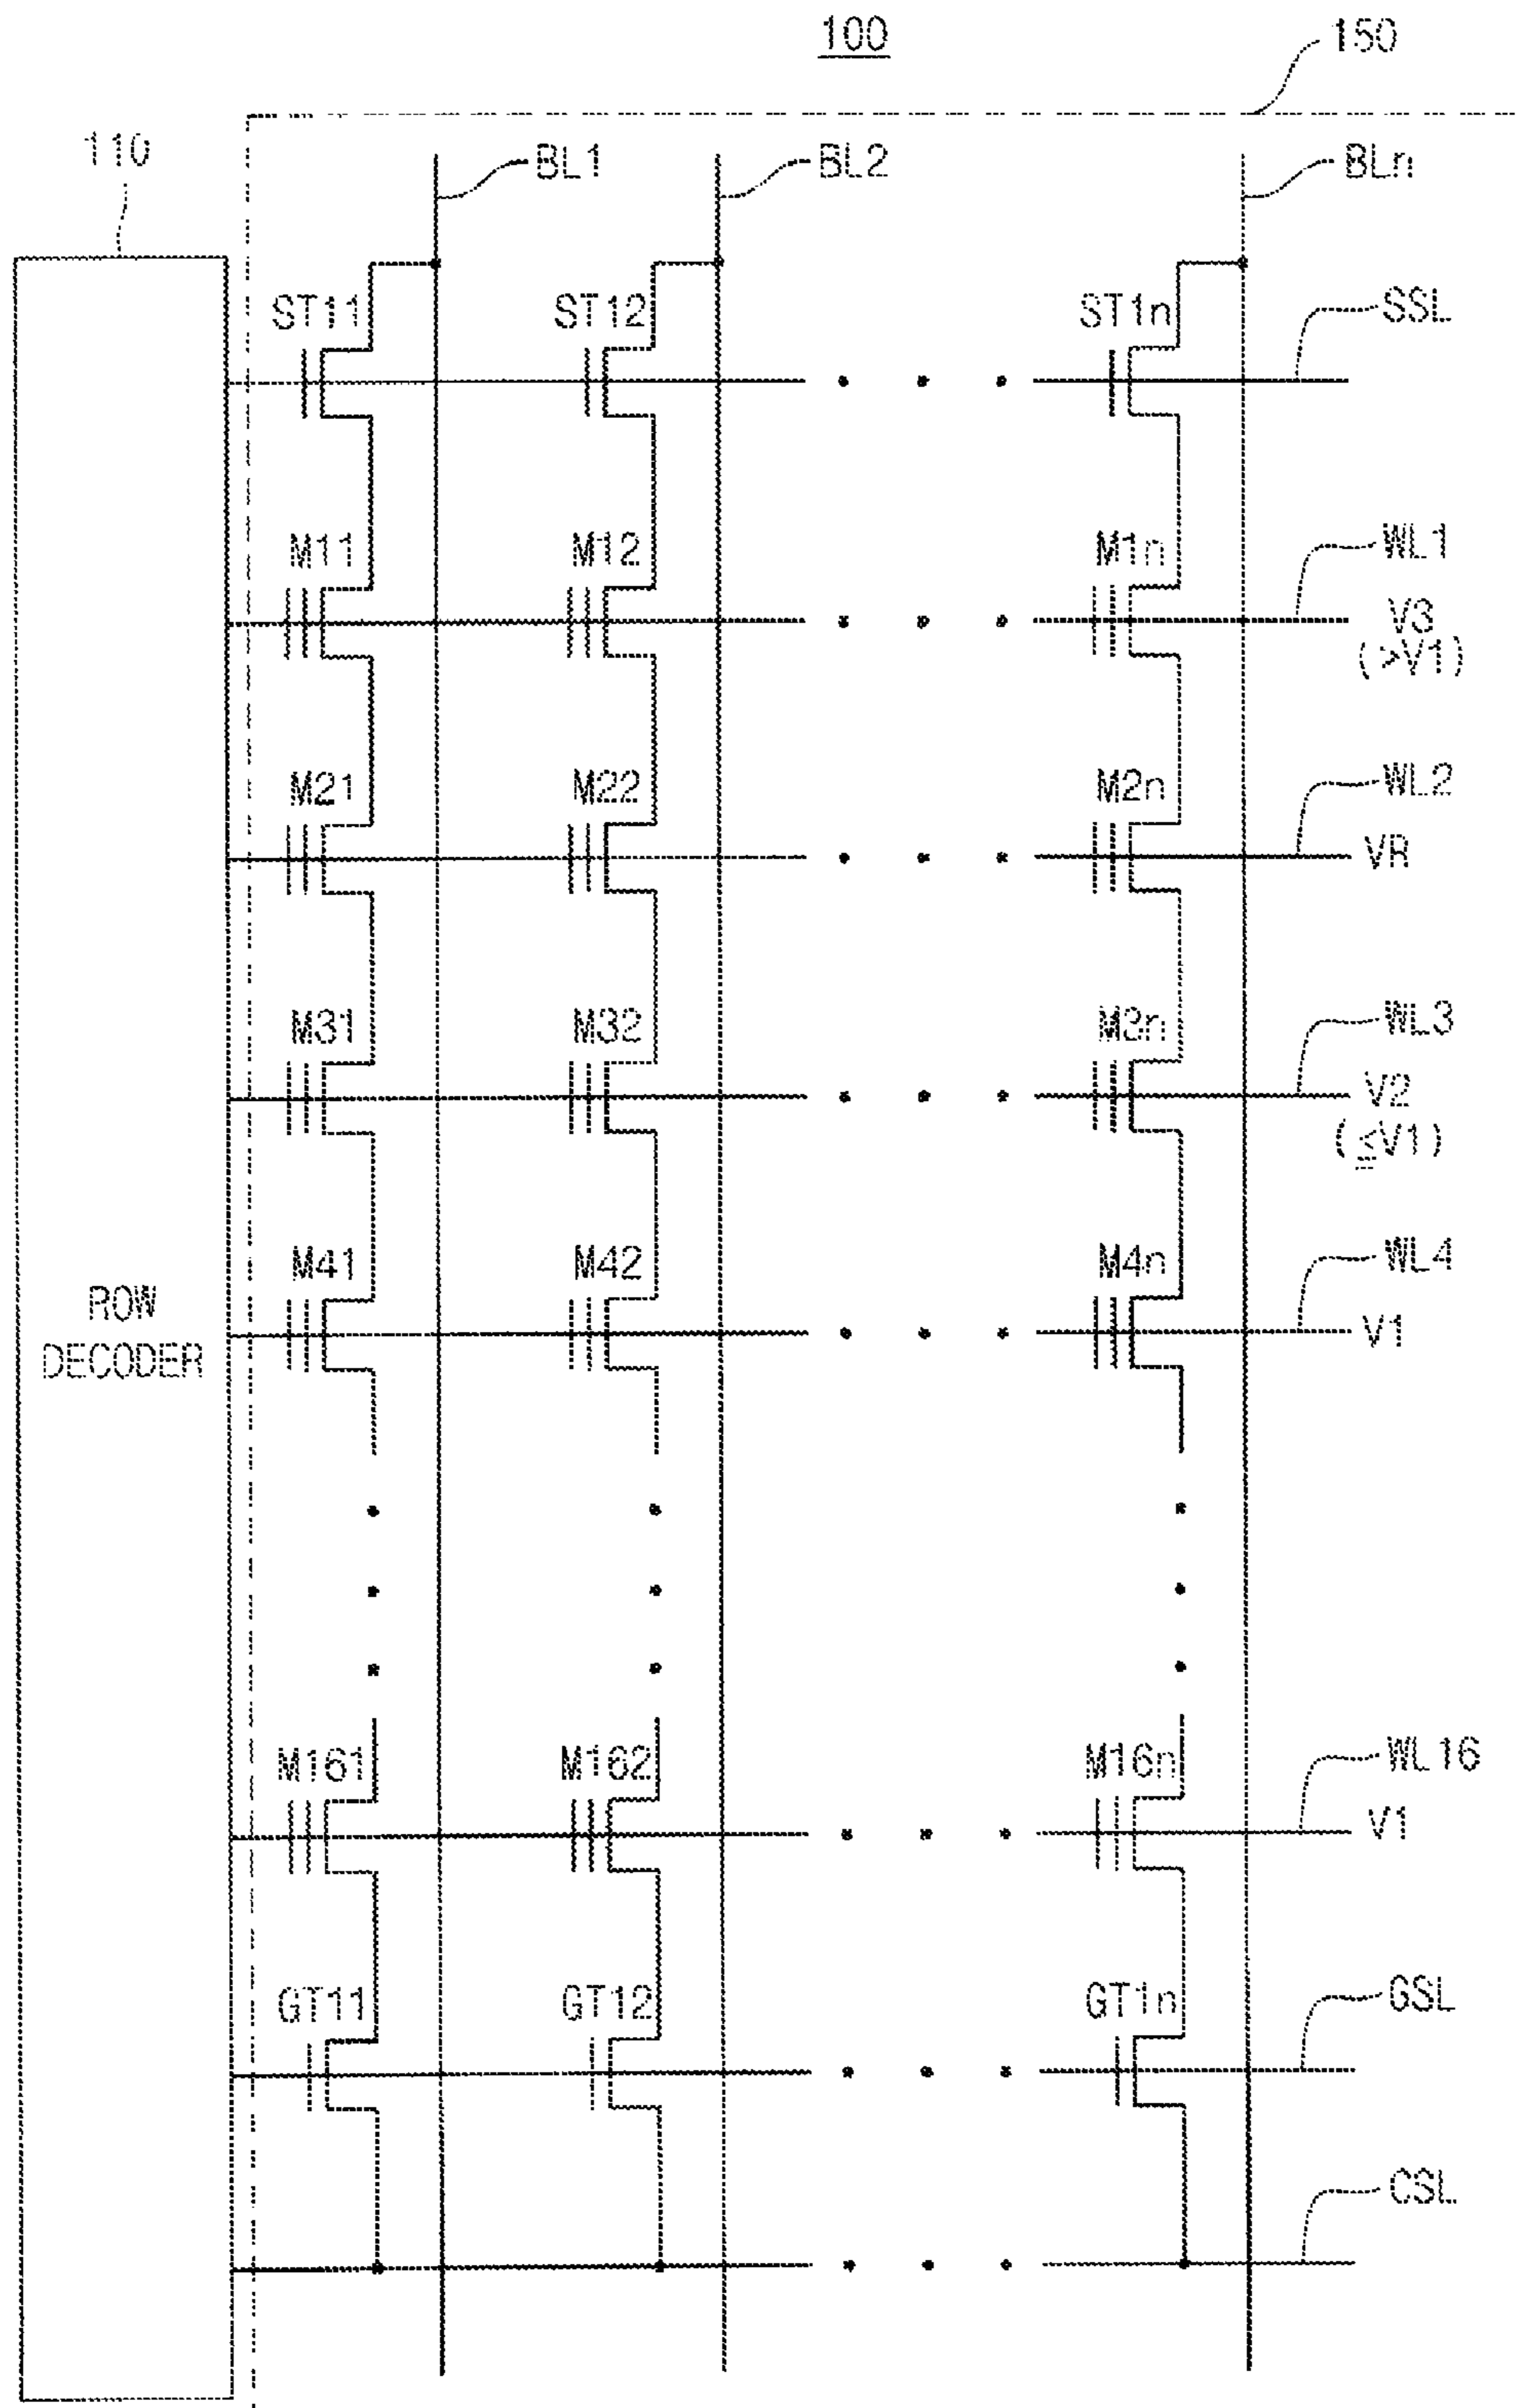 100
150
110
BL1
BL2
BLn
ST11
ST12
ST1n
SSL
M11
M12
M1n
WL1
V3
(>V1)
M21
M22
M2n
WL2
VR
M31
M32
M3n
WL3
V2
(≤V1)
M41
M42
M4n
WL4
V1
ROW
DECODER
M161
M162
M16n
WL16
V1
GT11
GT12
GT1n
GSL
CSL